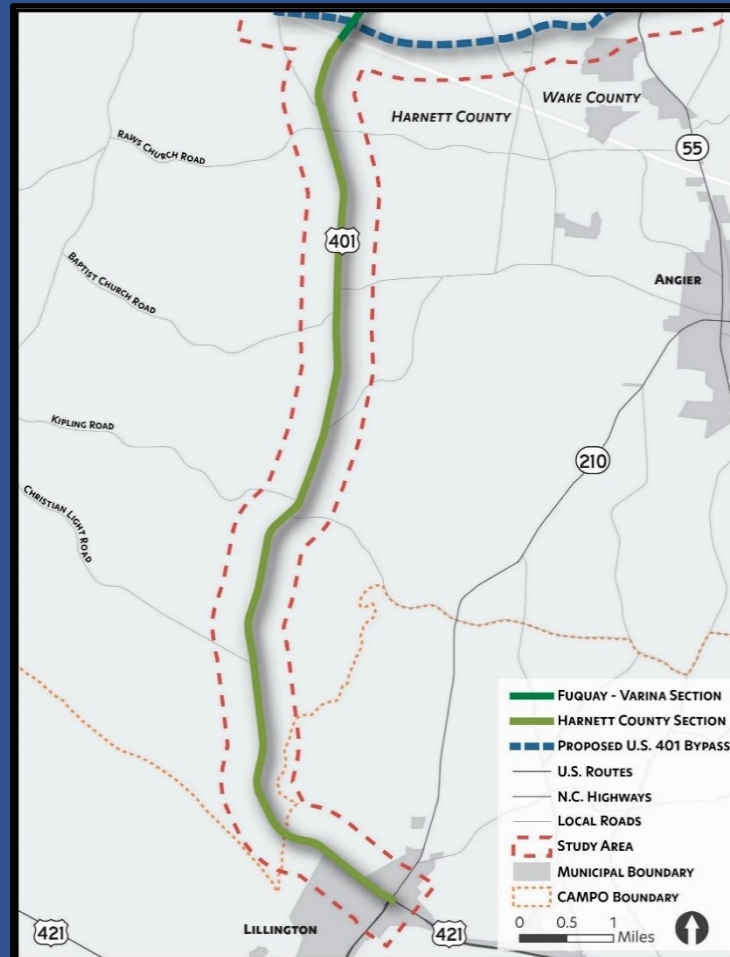 Raws Church Road
Harnett County
Wake County
55
401
Baptist Church Road
Angier
Kipling Road
210
Christian Light Road
Fuquay - Varina Section
Harnett County Section
Proposed U.S. 401 Bypass
U.S. Routes
N.C. Highways
Local Roads
Study Area
Municipal Boundary
CAMPO Boundary
0 0.5 1
Miles
Lillington
421
421